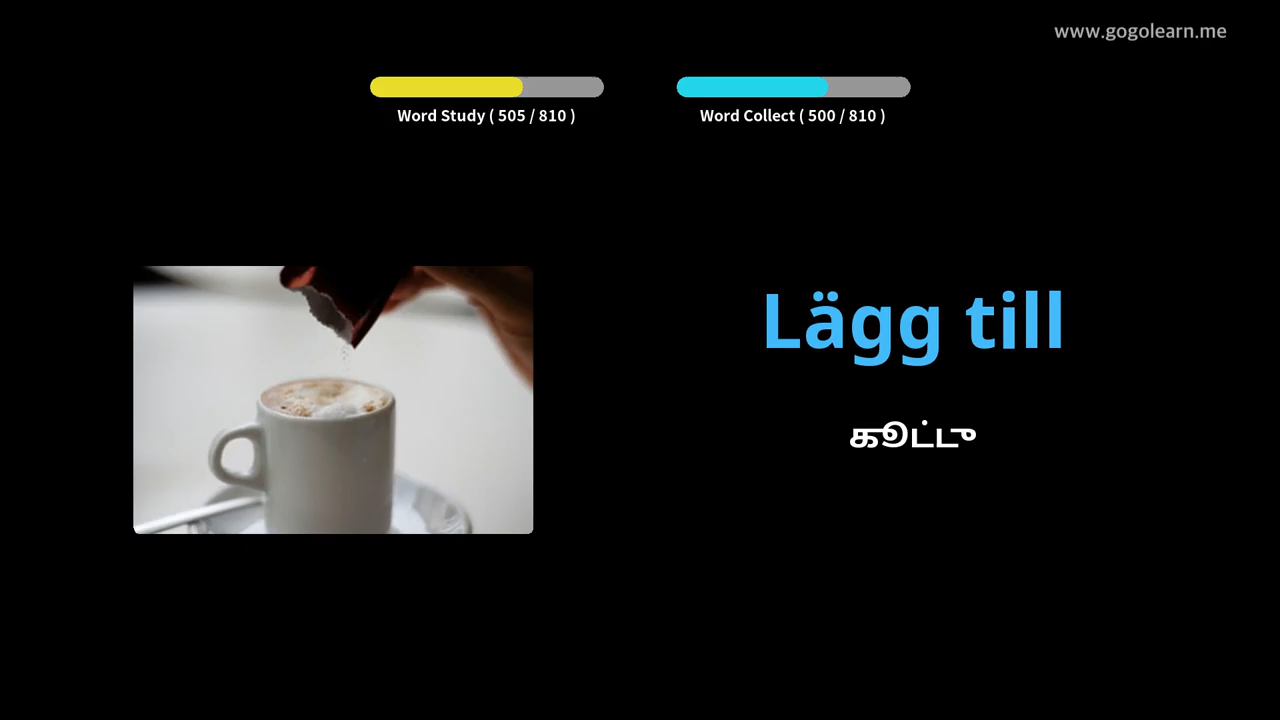 www.gogolearn.me
Word Study ( 505 / 810 )
Word Collect ( 500 / 810 )
Lägg till
கூட்டு